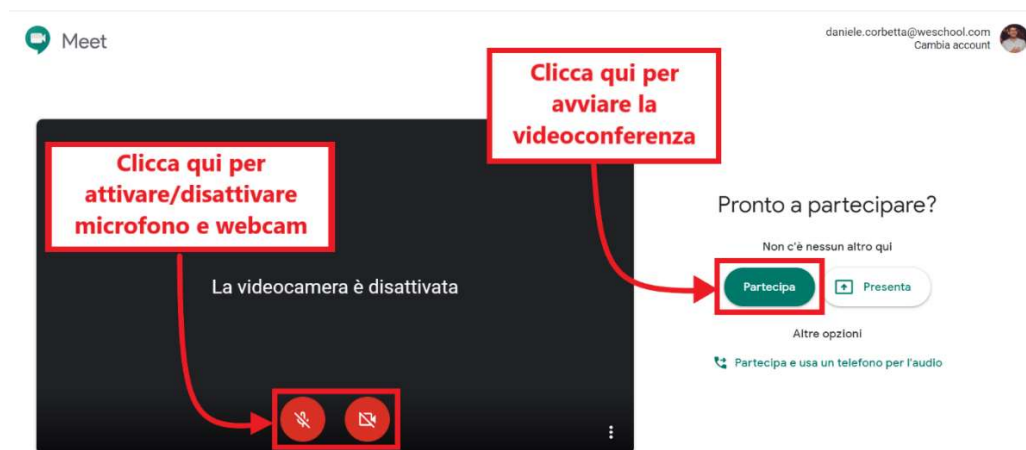 Meet
daniele.corbetta@weschool.com
Cambia account
Clicca qui per
avviare la
videoconferenza
Clicca qui per
attivare/disattivare
microfono e webcam
La videocamera è disattivata
Pronto a partecipare?
Non c'è nessun altro qui
Partecipa
Presenta
Altre opzioni
Partecipa e usa un telefono per l'audio